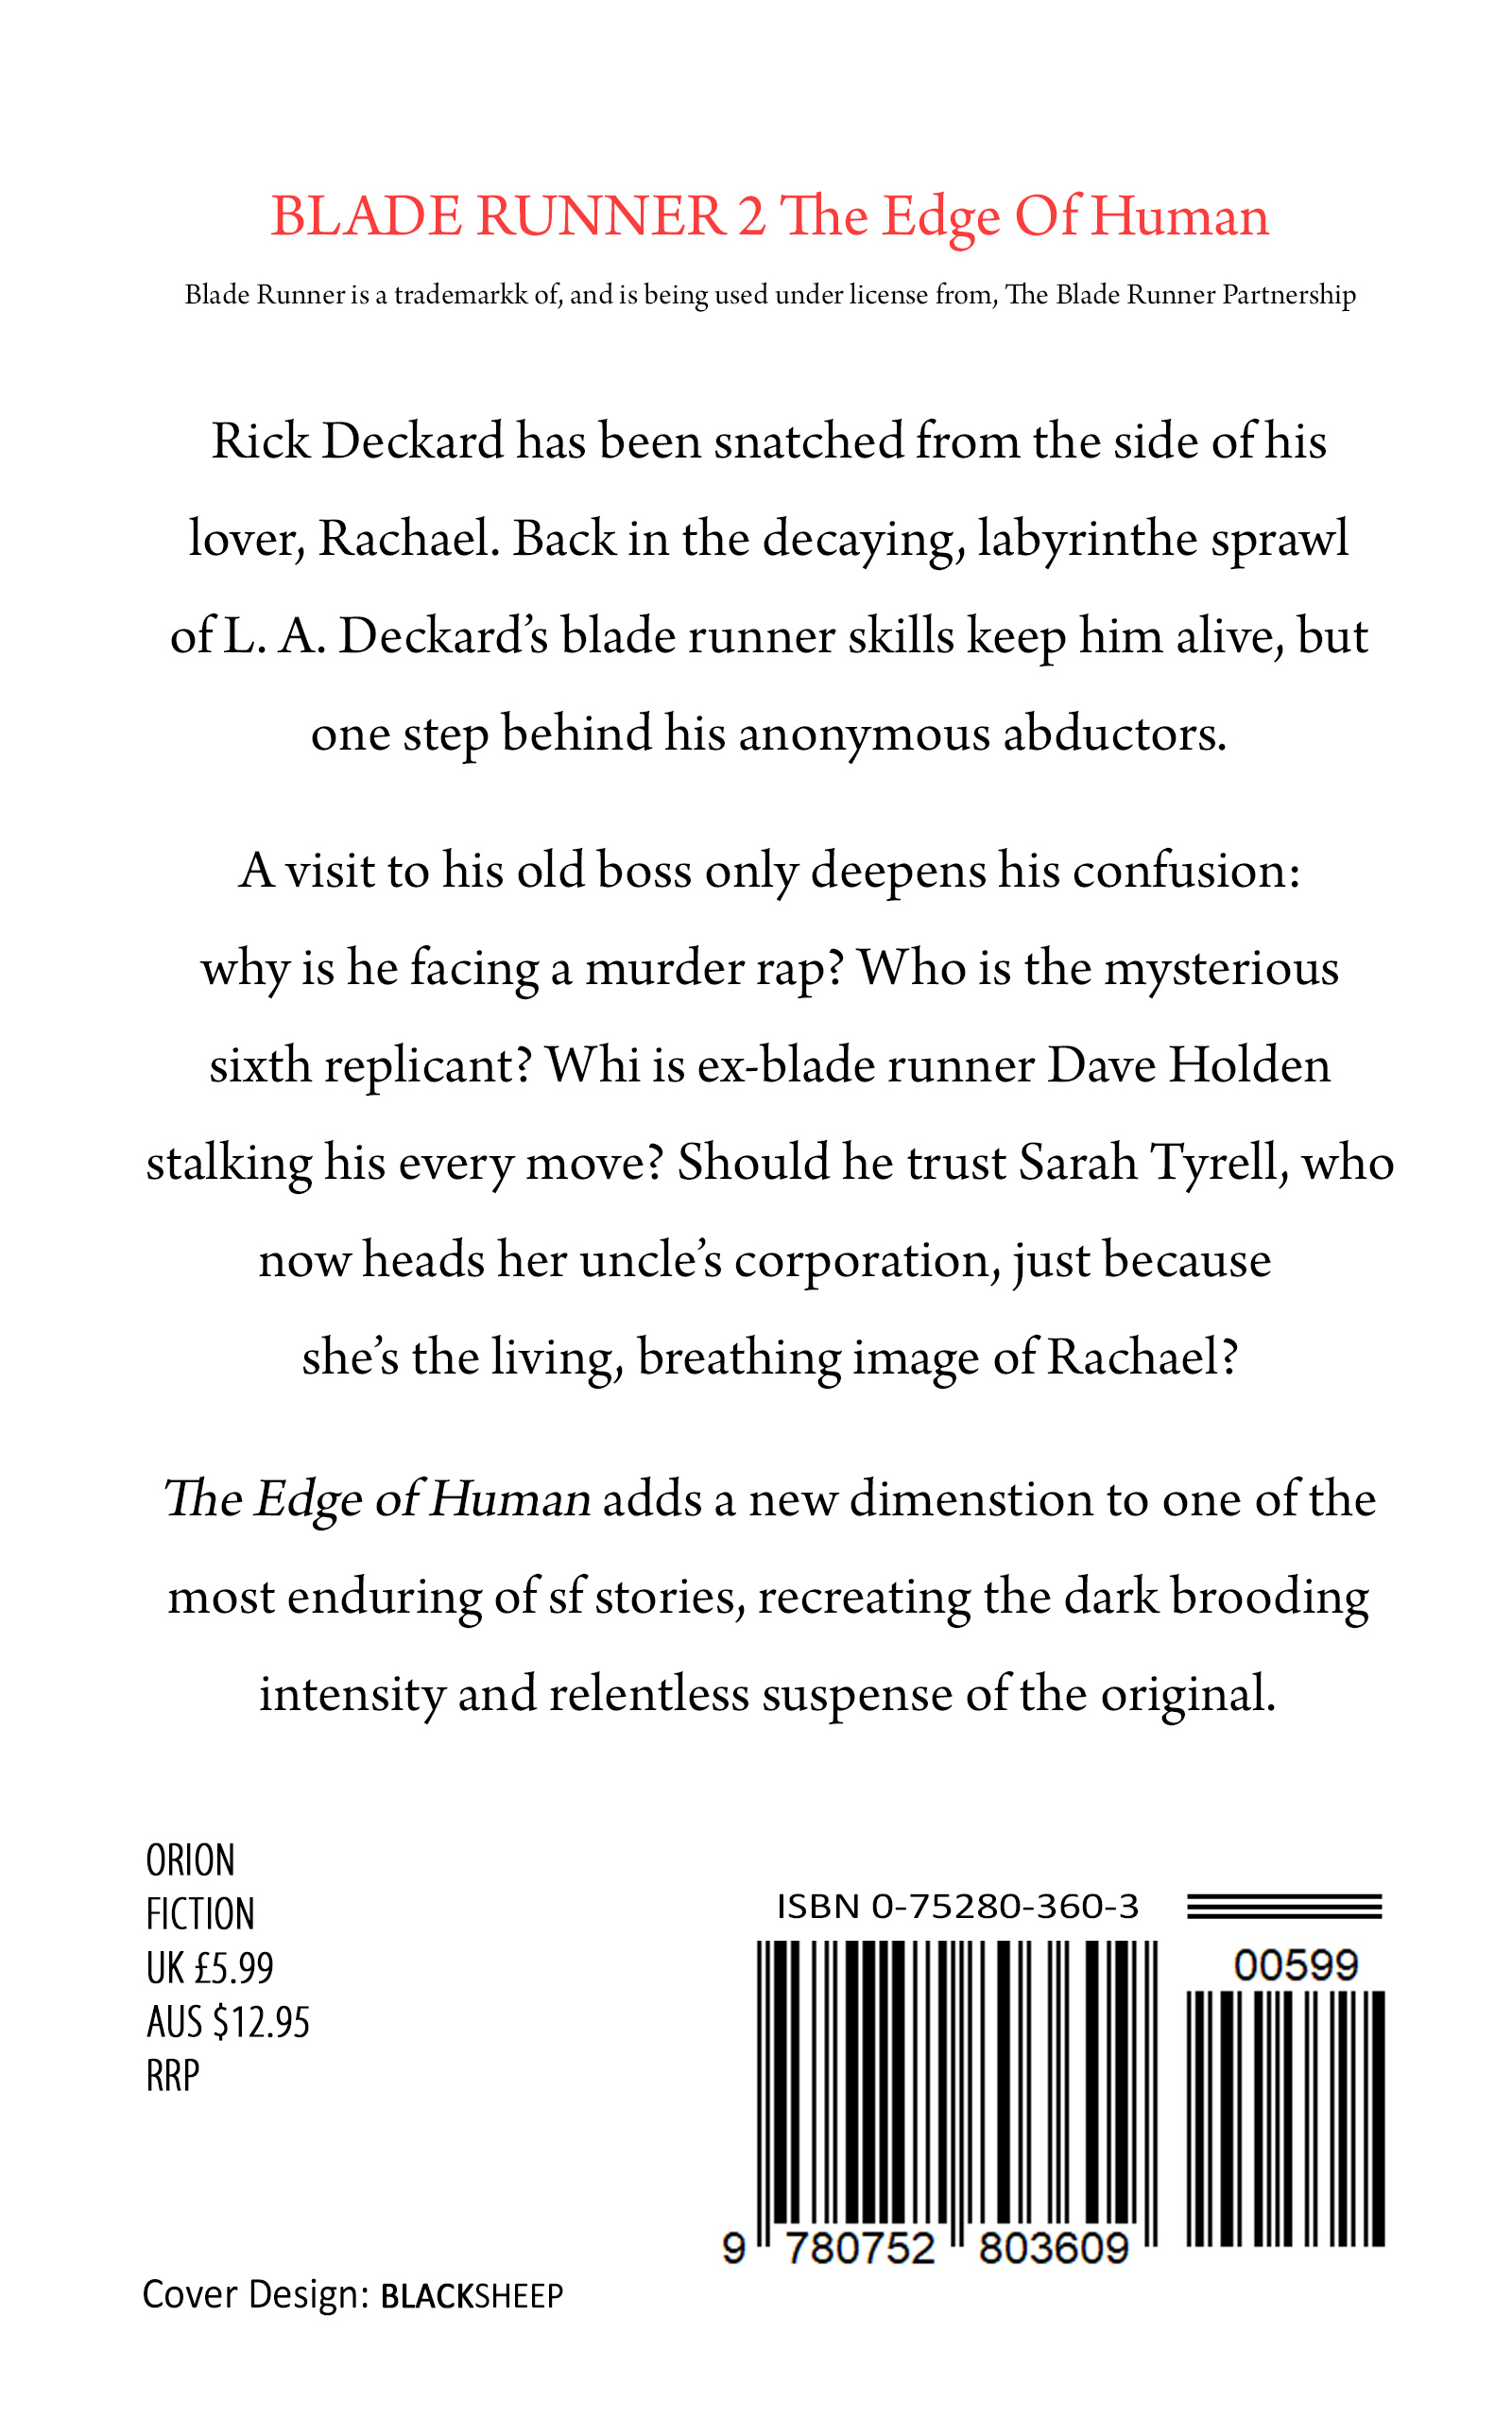 BLADE RUNNER 2 The Edge Of Human
Blade Runner is a trademarkk of, and is being used under license from, The Blade Runner Partnership
Rick Deckard has been snatched from the side of his
lover, Rachael. Back in the decaying, labyrinthe sprawl
of L. A. Deckard’s blade runner skills keep him alive, but
one step behind his anonymous abductors.
A visit to his old boss only deepens his confusion:
why is he facing a murder rap? Who is the mysterious
sixth replicant? Whi is ex-blade runner Dave Holden
stalking his every move? Should he trust Sarah Tyrell, who
now heads her uncle’s corporation, just because
she’s the living, breathing image of Rachael?
The Edge of Human adds a new dimenstion to one of the
most enduring of sf stories, recreating the dark brooding
intensity and relentless suspense of the original.
ORION
FICTION
UK £5.99
AUS $12.95
RRP
ISBN 0-75280-360-3
00599
9 780752 803609
Cover Design: BLACKSHEEP